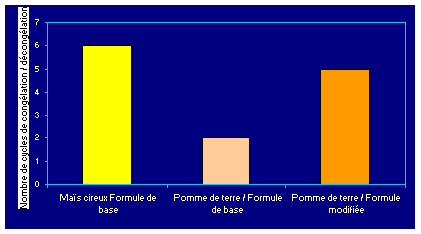 Nombre de cycles de congélation / décongélation
7
6
5
4
3
2
1
0
Maïs cireux Formule de
base
Pomme de terre / Formule
de base
Pomme de terre / Formule
modifiée